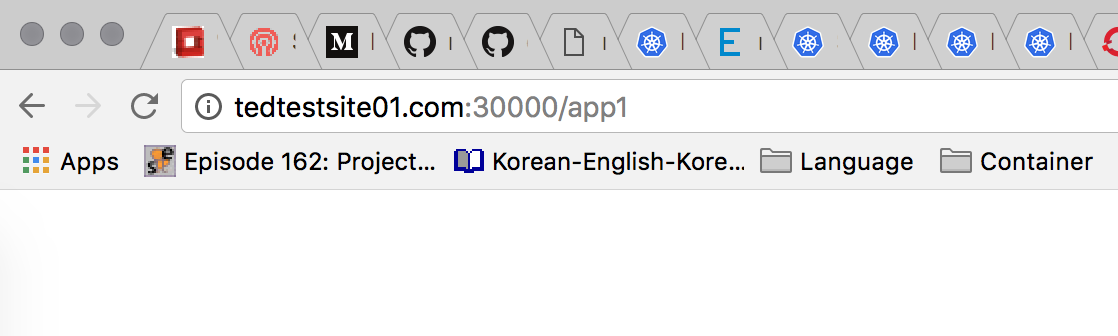 M
E
tedtestsite01.com:30000/app1
Apps Episode 162: Project... Korean-English-Kore... Language Container